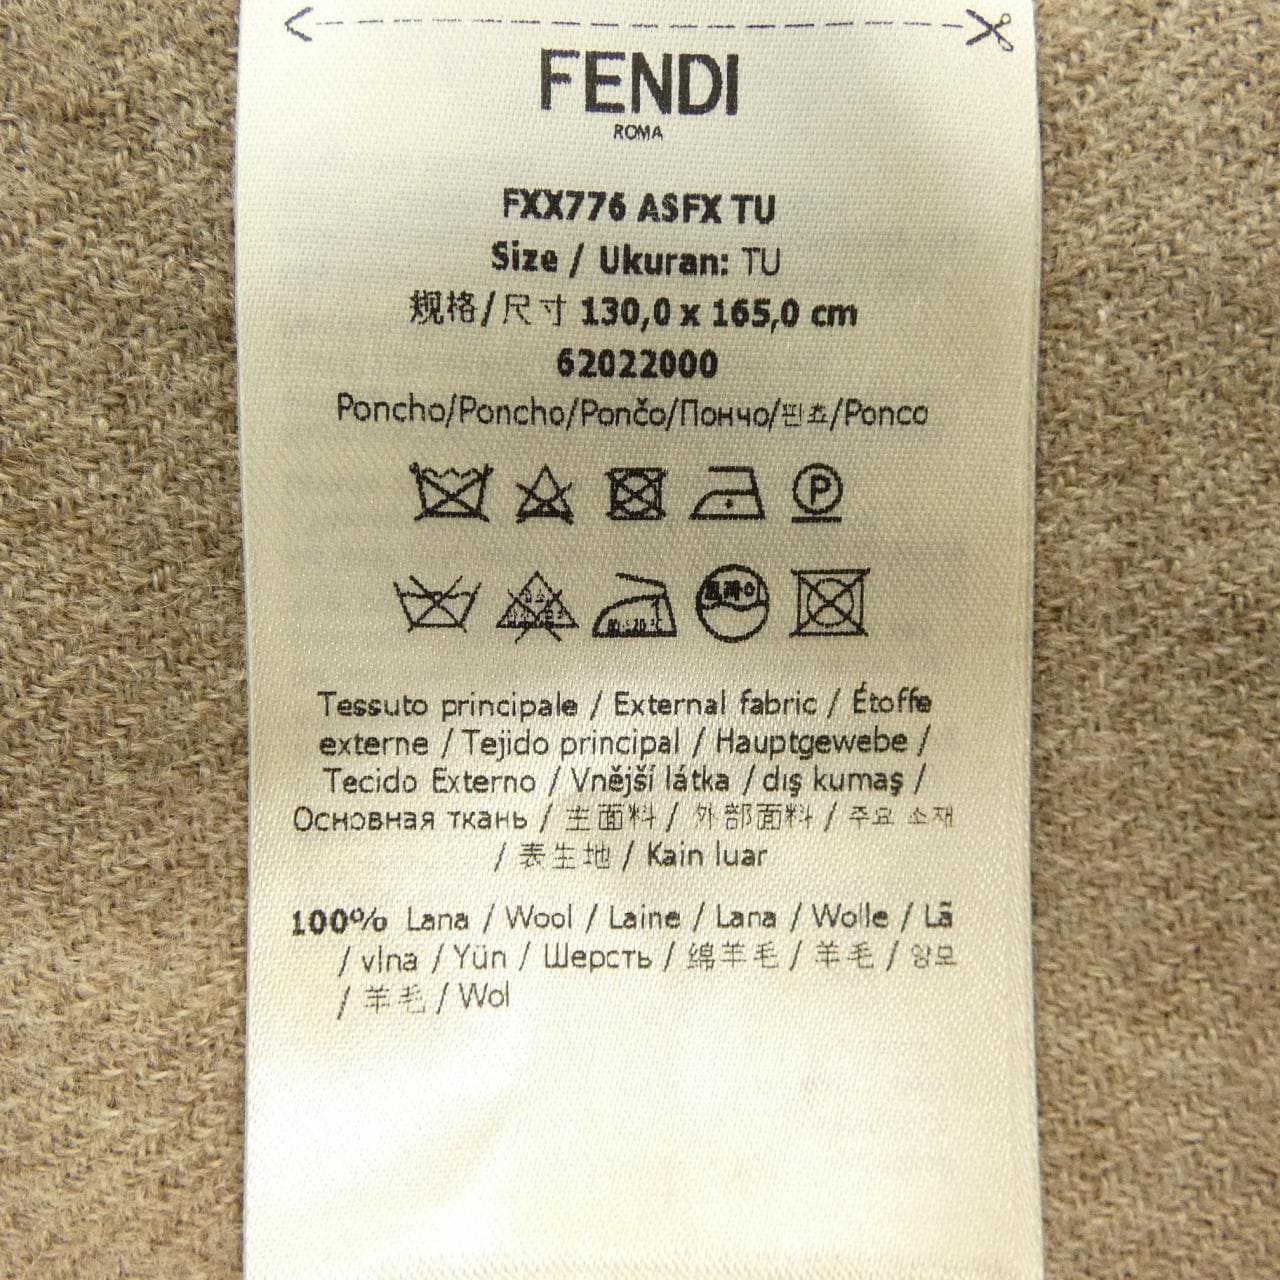 FENDI
ROMA
FXX776 ASFX TU
Size / Ukuran: TU
规格/尺寸 130,0 x 165,0 cm
62022000
Poncho/Poncho/Pončo/Пончо/판쵸/Ponco
P
Tessuto principale / External fabric / Étoffe
externe / Tejido principal / Hauptgewebe /
Tecido Externo / Vnější látka / dış kumaş /
Основная ткань / 主面料 / 外部面料 / 주요 소재
/ 表生地 / Kain luar
100% Lana / Wool / Laine / Lana / Wolle / Lã
/ vlna / Yün / Шерсть / 绵羊毛 / 羊毛 / 양모
/ 羊毛 / Wol